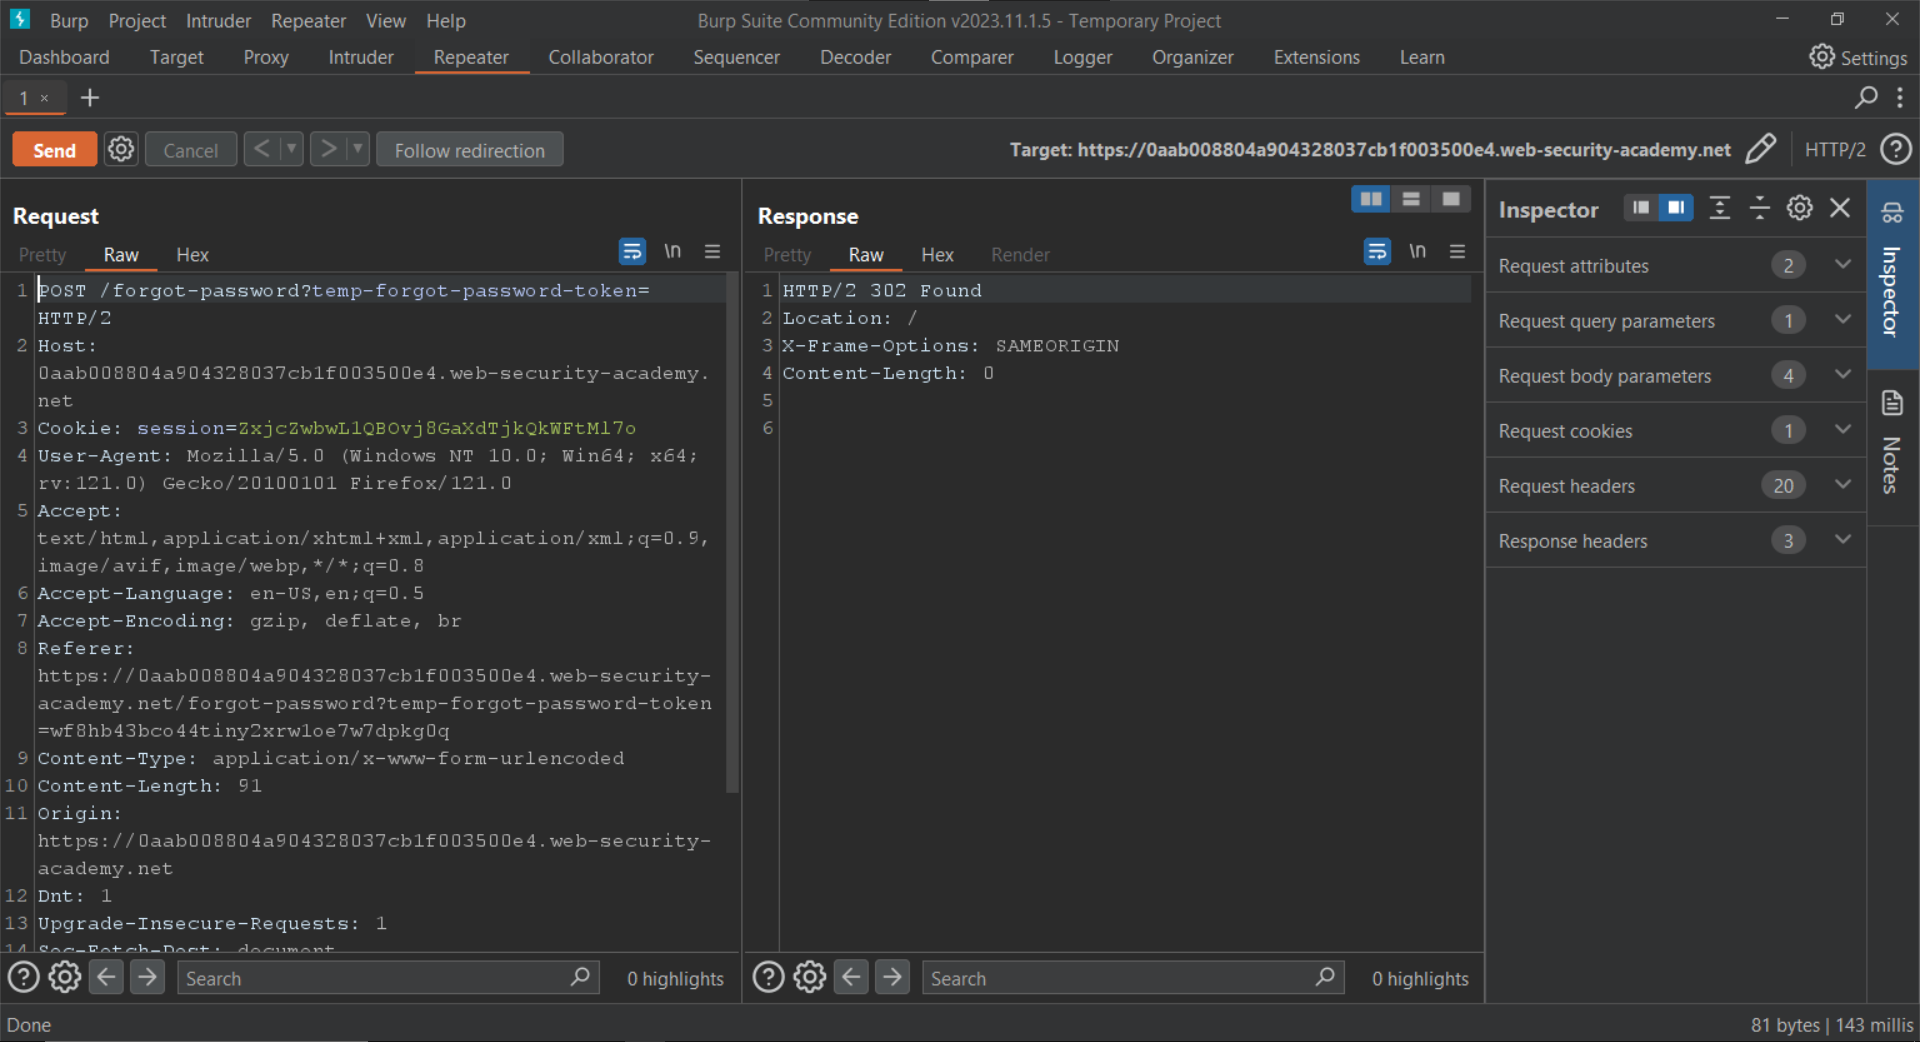 Burp Project Intruder Repeater View Help Burp Suite Community Edition v2023.11.1.5 - Temporary Project
Dashboard Target Proxy Intruder Repeater Collaborator Sequencer Decoder Comparer Logger Organizer Extensions Learn Settings
1 × +
Send Cancel < > Follow redirection Target: https://0aab008804a904328037cb1f003500e4.web-security-academy.net HTTP/2 ?
Request
Pretty Raw Hex \n
1 POST /forgot-password?temp-forgot-password-token=
HTTP/2
2 Host:
0aab008804a904328037cb1f003500e4.web-security-academy.
net
3 Cookie: session=ZxjcZwbwL1QBOvj8GaXdTjkQkWFtMl7o
4 User-Agent: Mozilla/5.0 (Windows NT 10.0; Win64; x64;
rv:121.0) Gecko/20100101 Firefox/121.0
5 Accept:
text/html,application/xhtml+xml,application/xml;q=0.9,
image/avif,image/webp,*/*;q=0.8
6 Accept-Language: en-US,en;q=0.5
7 Accept-Encoding: gzip, deflate, br
8 Referer:
https://0aab008804a904328037cb1f003500e4.web-security-
academy.net/forgot-password?temp-forgot-password-token
=wf8hb43bco44tiny2xrw1oe7w7dpkg0q
9 Content-Type: application/x-www-form-urlencoded
10 Content-Length: 91
11 Origin:
https://0aab008804a904328037cb1f003500e4.web-security-
academy.net
12 Dnt: 1
13 Upgrade-Insecure-Requests: 1
14 Sec-Fetch-Dest: document
Search 0 highlights
Response
Pretty Raw Hex Render \n
1 HTTP/2 302 Found
2 Location: /
3 X-Frame-Options: SAMEORIGIN
4 Content-Length: 0
5
6
Search 0 highlights
Inspector
Request attributes 2
Request query parameters 1
Request body parameters 4
Request cookies 1
Request headers 20
Response headers 3
Inspector
Notes
Done 81 bytes | 143 millis